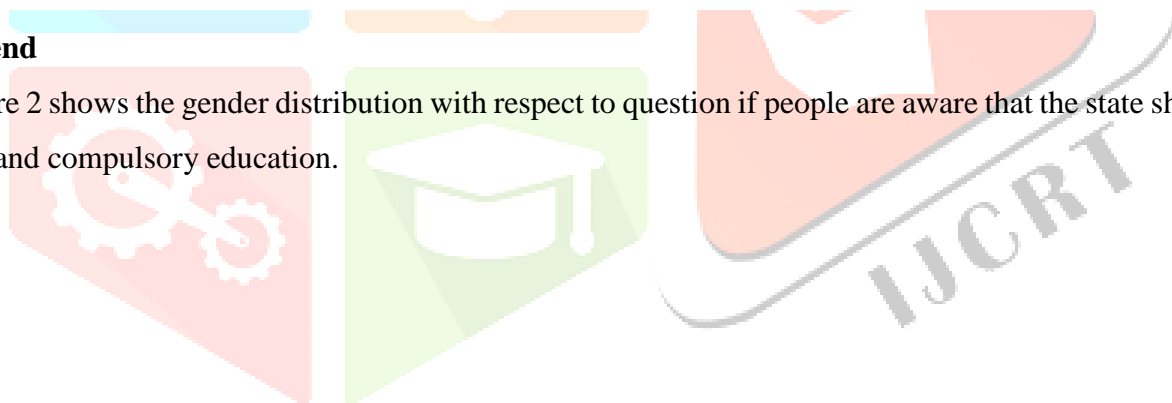 end
re 2 shows the gender distribution with respect to question if people are aware that the state sh
and compulsory education.
IJCRT